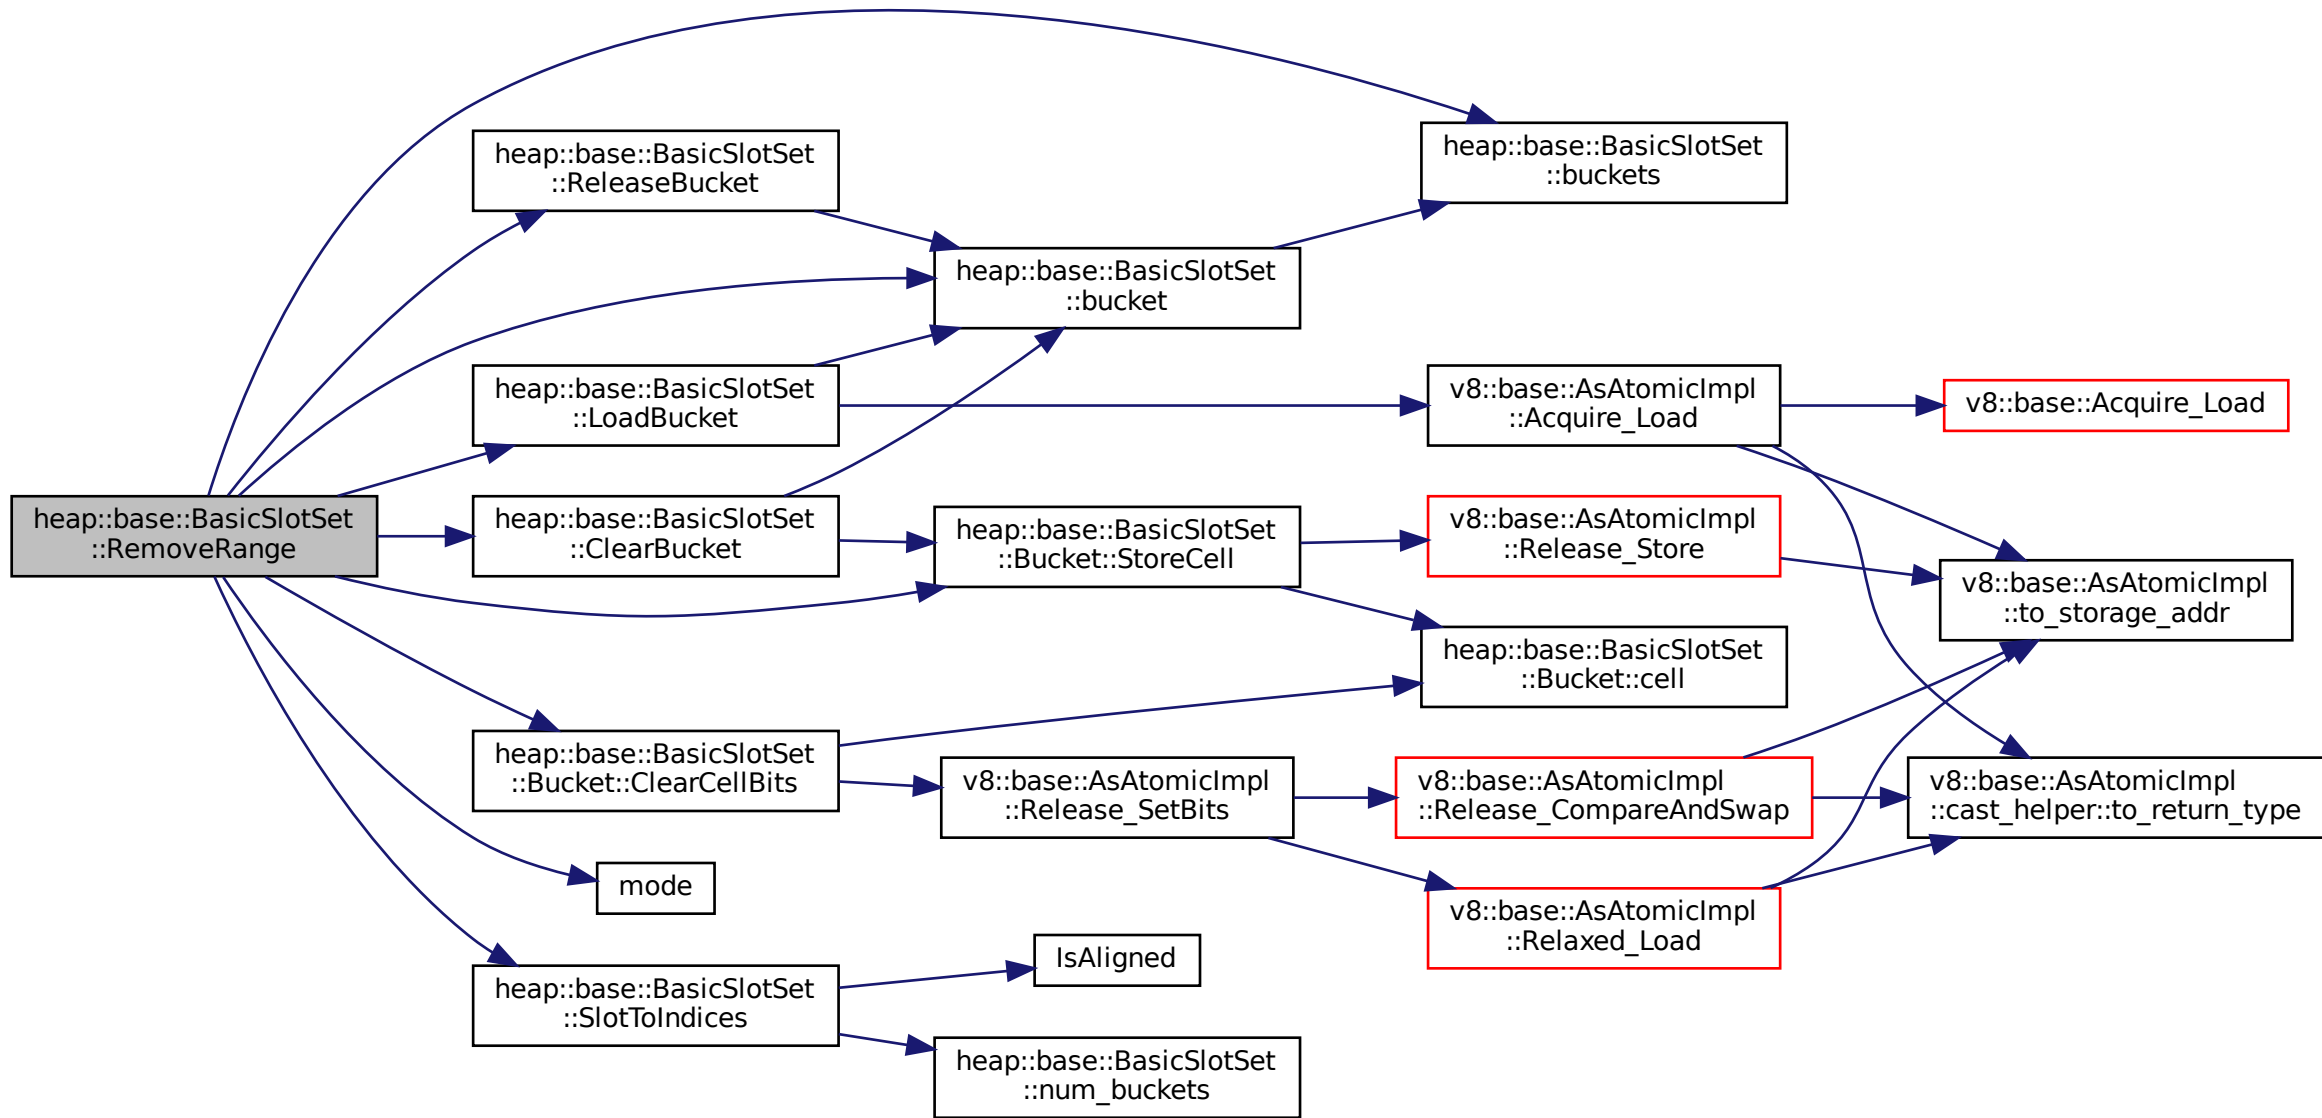 heap::base::BasicSlotSet
::RemoveRange
heap::base::BasicSlotSet
::ReleaseBucket
heap::base::BasicSlotSet
::LoadBucket
heap::base::BasicSlotSet
::ClearBucket
heap::base::BasicSlotSet
::Bucket::ClearCellBits
mode
heap::base::BasicSlotSet
::SlotToIndices
heap::base::BasicSlotSet
::bucket
heap::base::BasicSlotSet
::Bucket::StoreCell
v8::base::AsAtomicImpl
::Release_SetBits
IsAligned
heap::base::BasicSlotSet
::num_buckets
heap::base::BasicSlotSet
::buckets
v8::base::AsAtomicImpl
::Acquire_Load
v8::base::AsAtomicImpl
::Release_Store
heap::base::BasicSlotSet
::Bucket::cell
v8::base::AsAtomicImpl
::Release_CompareAndSwap
v8::base::AsAtomicImpl
::Relaxed_Load
v8::base::Acquire_Load
v8::base::AsAtomicImpl
::to_storage_addr
v8::base::AsAtomicImpl
::cast_helper::to_return_type